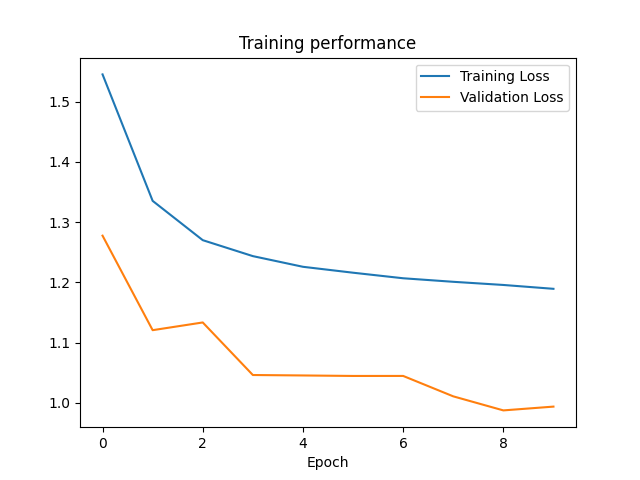 Training performance
Training Loss
Validation Loss
1.5
1.4
1.3
1.2
1.1
1.0
0 2 4 6 8
Epoch